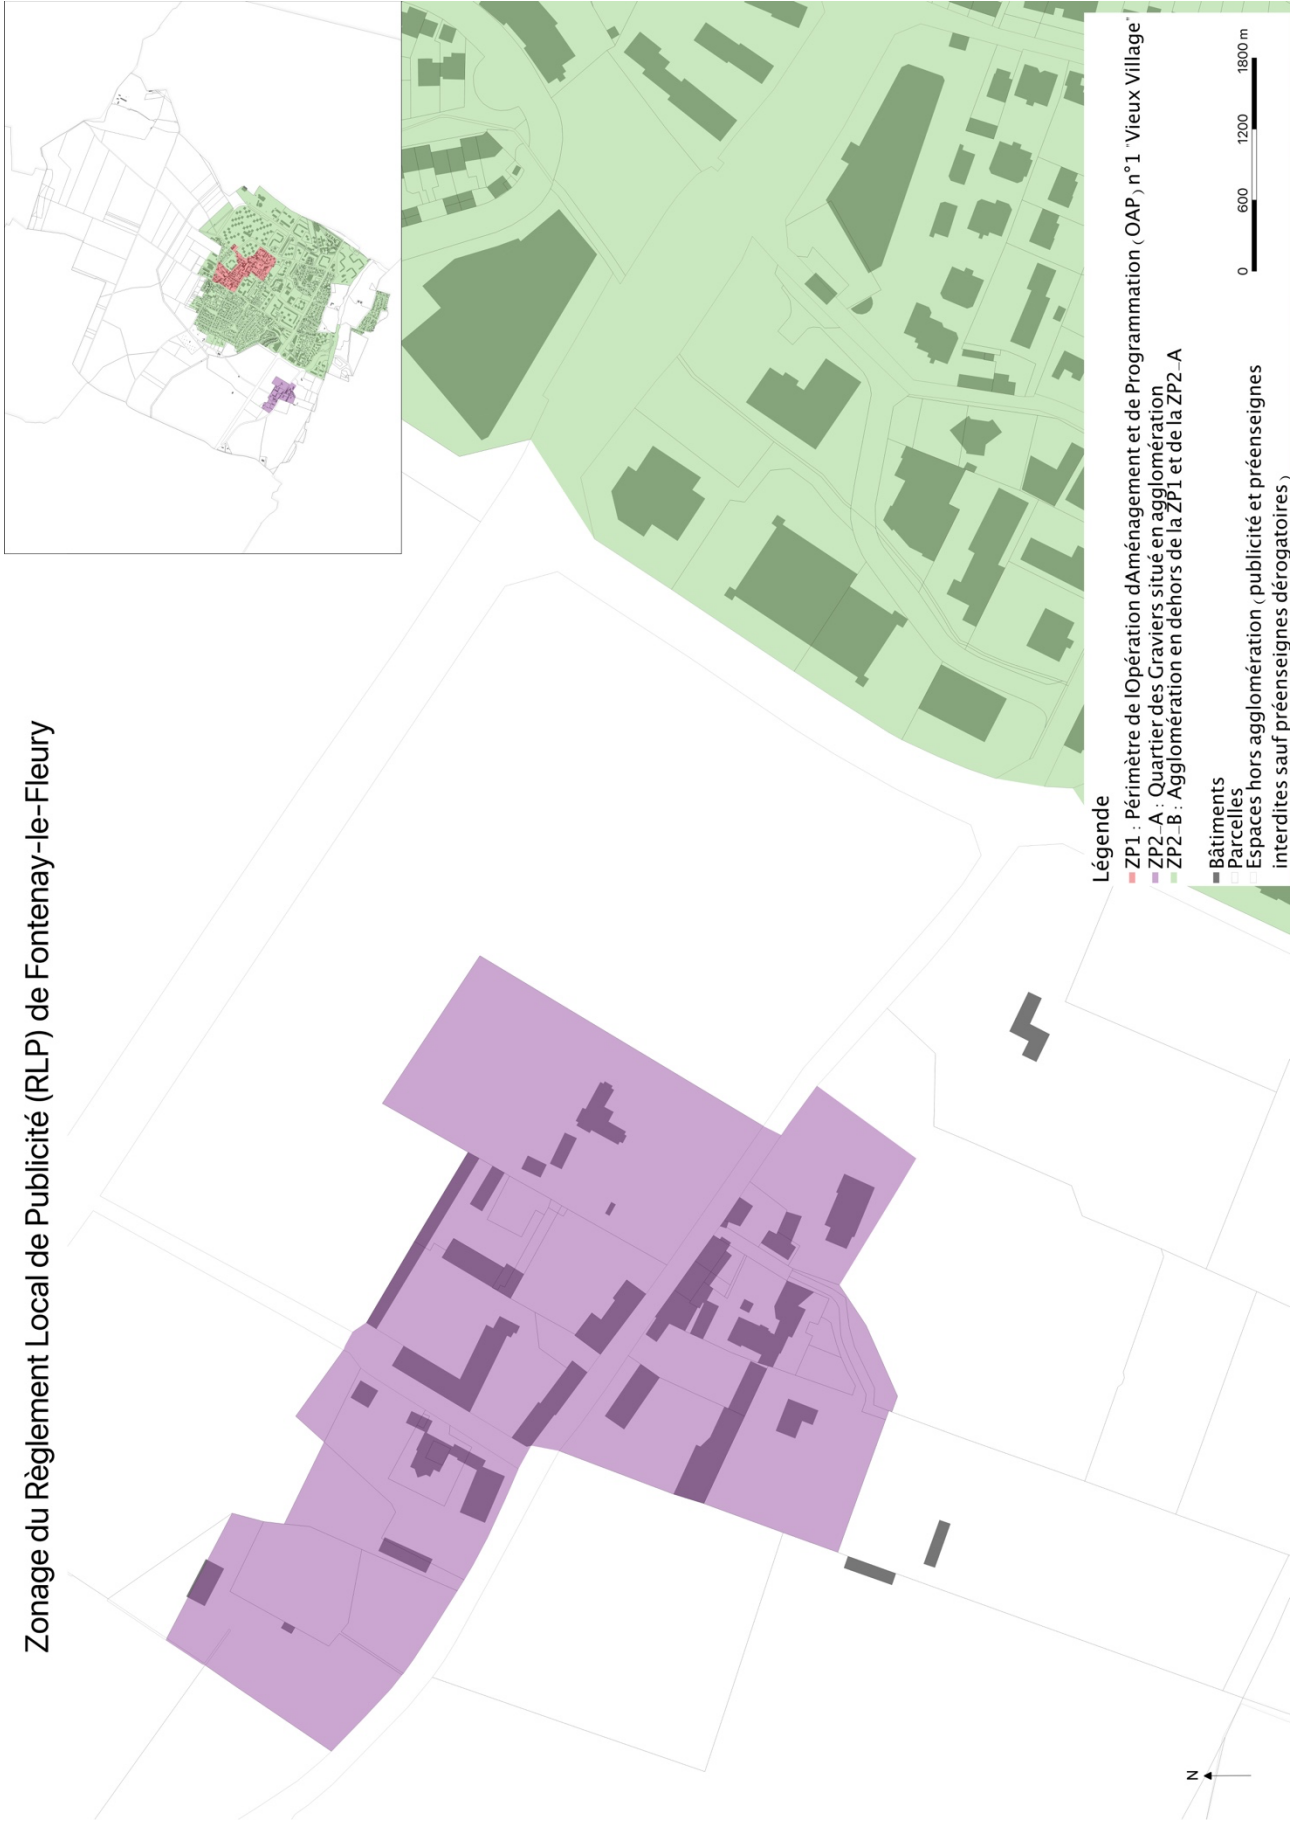 Zonage du Règlement Local de Publicité (RLP) de Fontenay-le-Fleury
Légende
ZP1 : Périmètre de lOpération dAménagement et de Programmation (OAP) n°1 "Vieux Village"
ZP2-A : Quartier des Graviers situé en agglomération
ZP2-B : Agglomération en dehors de la ZP1 et de la ZP2-A
Bâtiments
Parcelles
Espaces hors agglomération (publicité et préenseignes
interdites sauf préenseignes dérogatoires)
0 600 1200 1800 m
N